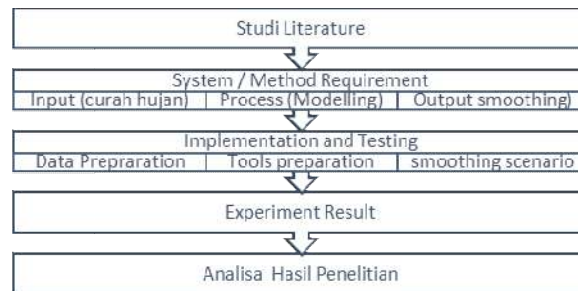 Studi Literature
System / Method Requirement
Input (curah hujan) Process (Modelling) Output smoothing)
Implementation and Testing
Data Prepraration Tools preparation smoothing scenario
Experiment Result
Analisa Hasil Penelitian